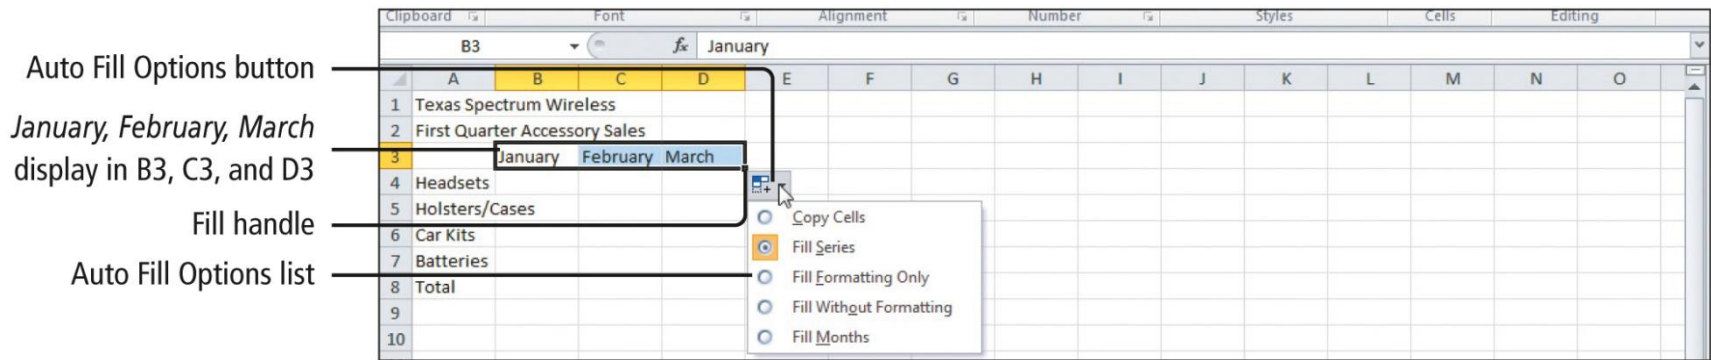 Clipboard Font Alignment Number Styles Cells Editing
B3 fx January
A B C D E F G H I J K L M N O
1 Texas Spectrum Wireless
2 First Quarter Accessory Sales
3 January February March
4 Headsets
5 Holsters/Cases
6 Car Kits
7 Batteries
8 Total
9
10
Copy Cells
Fill Series
Fill Formatting Only
Fill Without Formatting
Fill Months
Auto Fill Options button
January, February, March
display in B3, C3, and D3
Fill handle
Auto Fill Options list